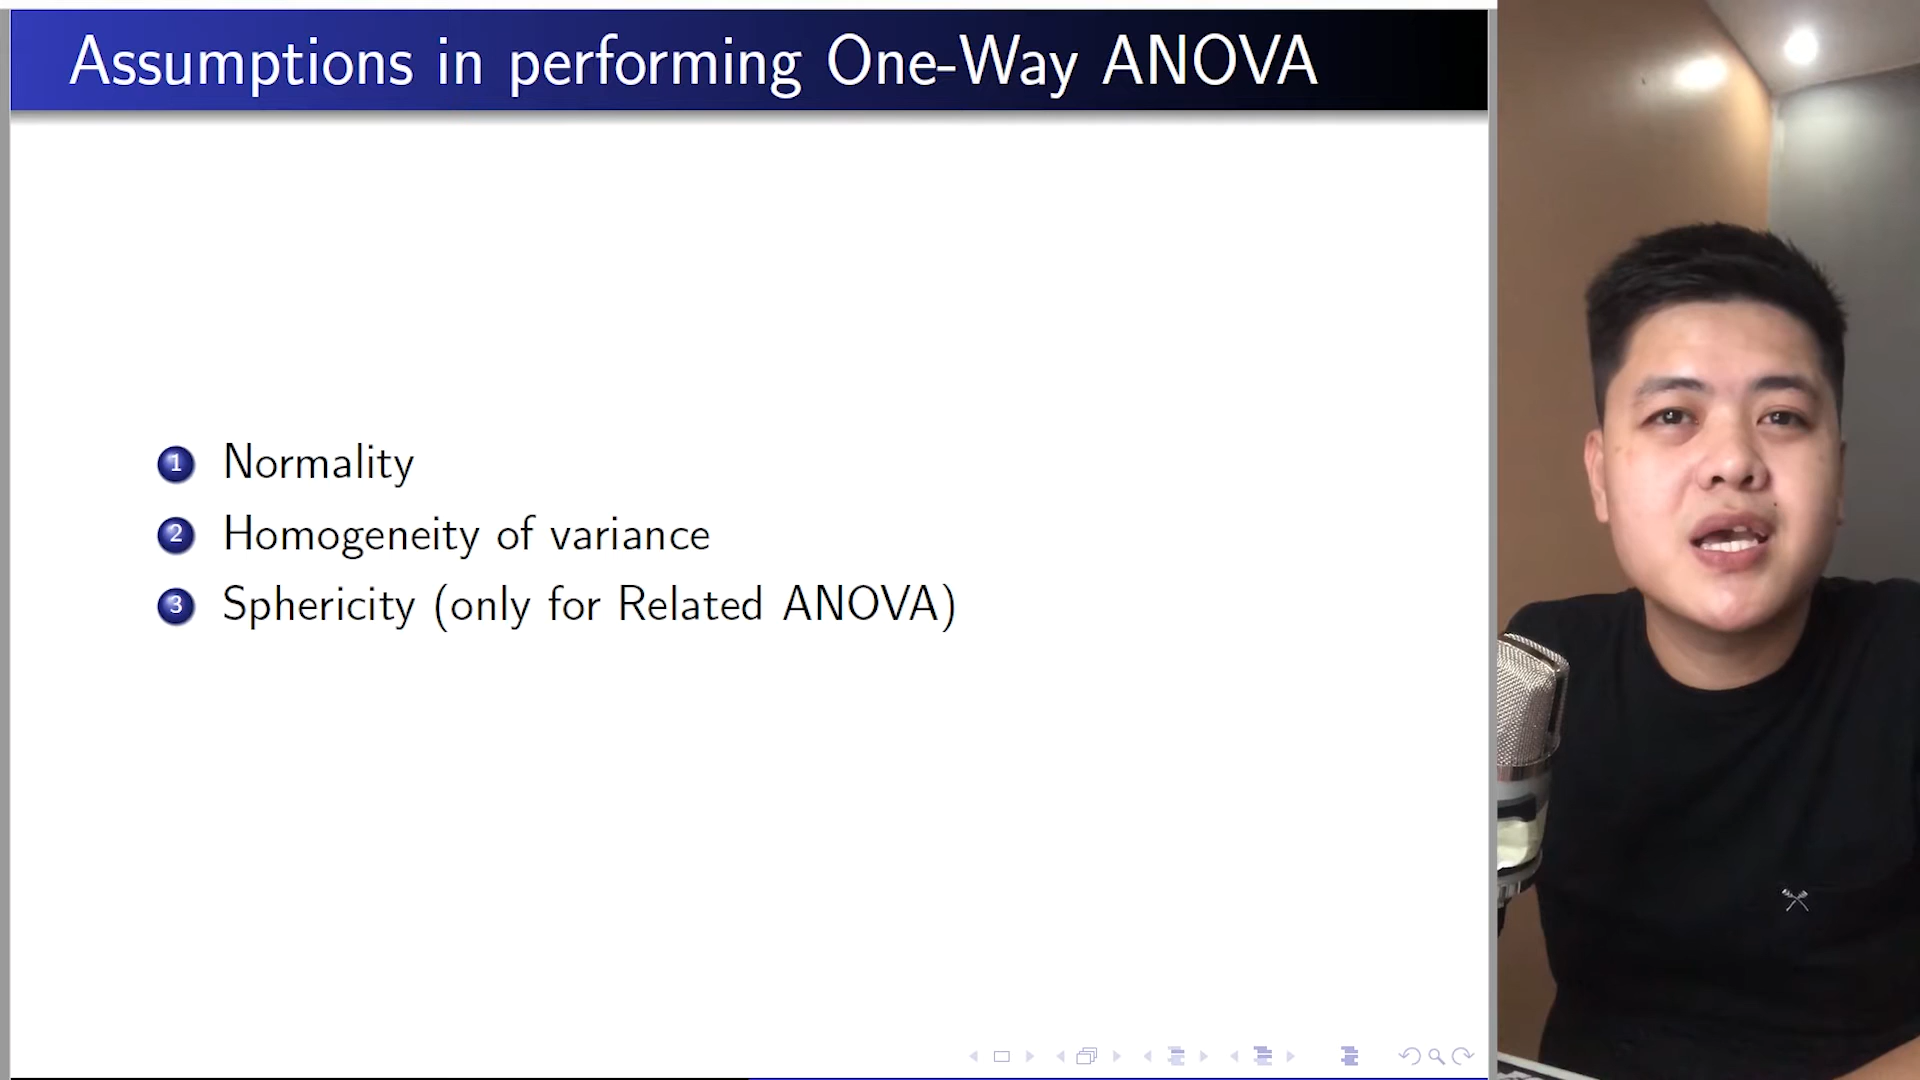 Assumptions in performing One-Way ANOVA
1 Normality
2 Homogeneity of variance
3 Sphericity (only for Related ANOVA)